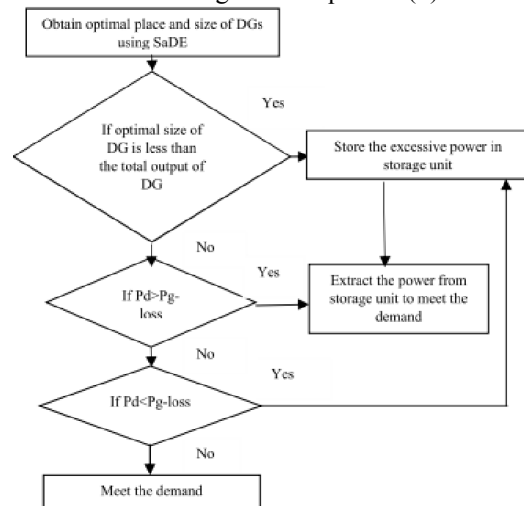 Obtain optimal place and size of DGs
using SaDE
Yes
If optimal size of
DG is less than
the total output of
DG
Store the excessive power in
storage unit
No
Yes
If Pd>Pg-
loss
Extract the power from
storage unit to meet the
demand
No
Yes
If Pd<Pg-loss
No
Meet the demand